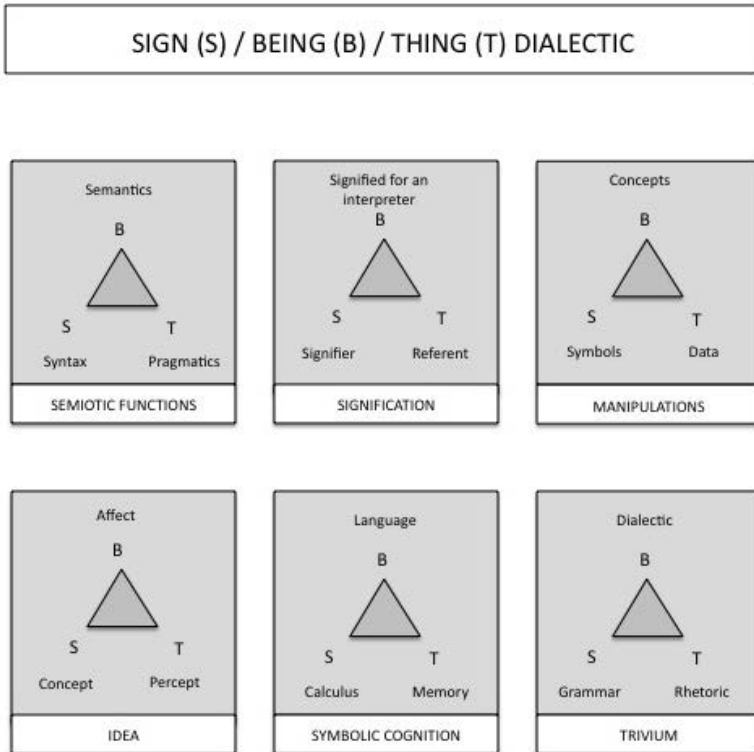 SIGN (S) / BEING (B) / THING (T) DIALECTIC
Semantics
B
S T
Syntax Pragmatics
SEMIOTIC FUNCTIONS
Signified for an
interpreter
B
S T
Signifier Referent
SIGNIFICATION
Concepts
B
S T
Symbols Data
MANIPULATIONS
Affect
B
S T
Concept Percept
IDEA
Language
B
S T
Calculus Memory
SYMBOLIC COGNITION
Dialectic
B
S T
Grammar Rhetoric
TRIVIUM